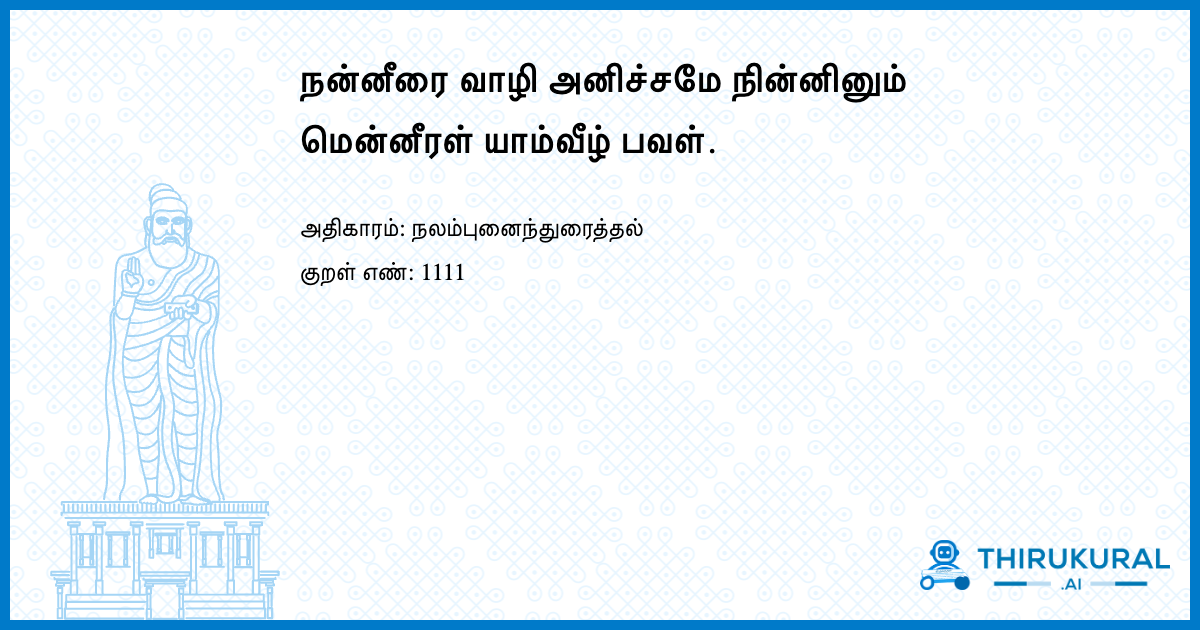 நன்னீரை வாழி அனிச்சமே நின்னினும்
மென்னீரள் யாம்வீழ் பவள்.
அதிகாரம்: நலம்புனைந்துரைத்தல்
குறள் எண்: 1111
THIRUKURAL
.AI